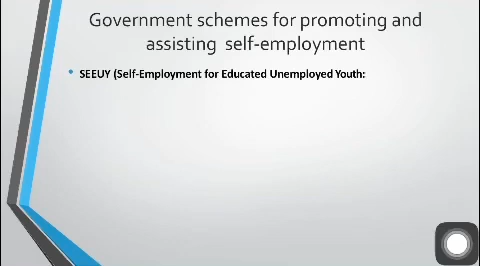 Government schemes for promoting and
assisting self-employment
• SEEUY (Self-Employment for Educated Unemployed Youth: